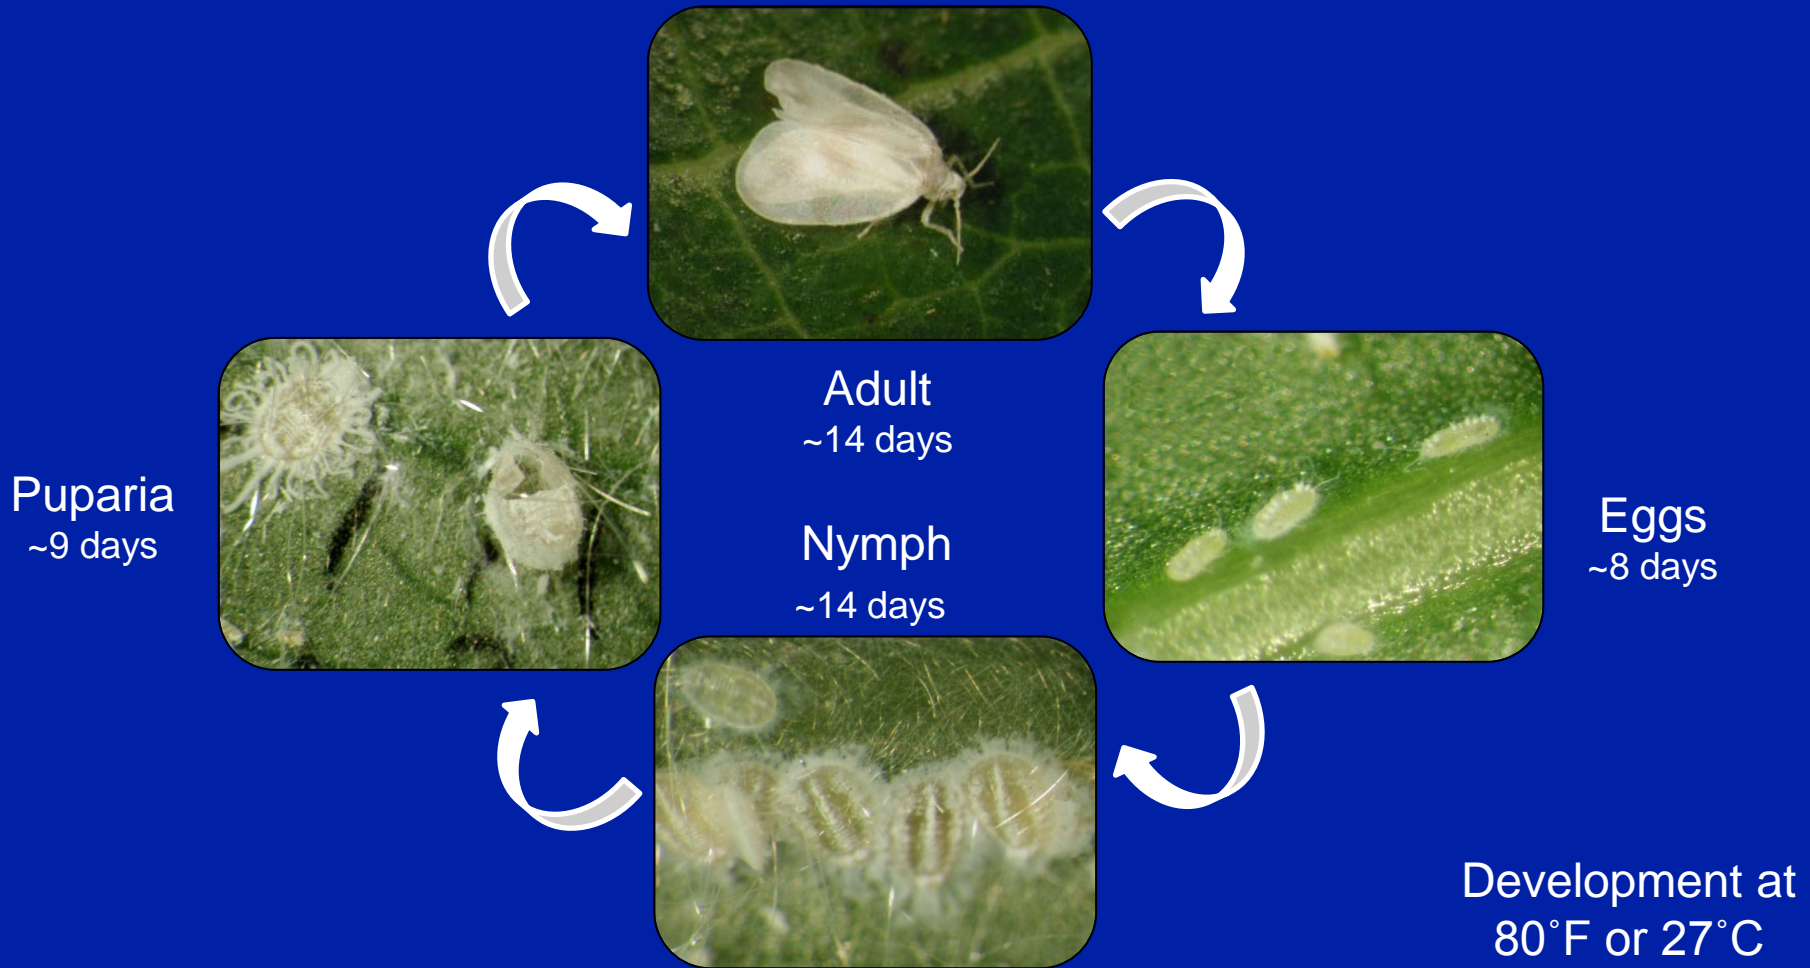 Adult
~14 days
Puparia
~9 days
Nymph
~14 days
Eggs
~8 days
Development at
80˚F or 27˚C